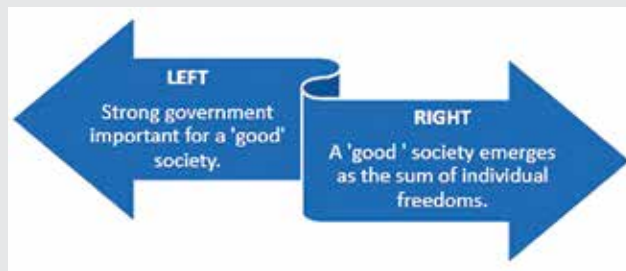 LEFT
Strong government
important for a 'good'
society.
RIGHT
A 'good ' society emerges
as the sum of individual
freedoms.